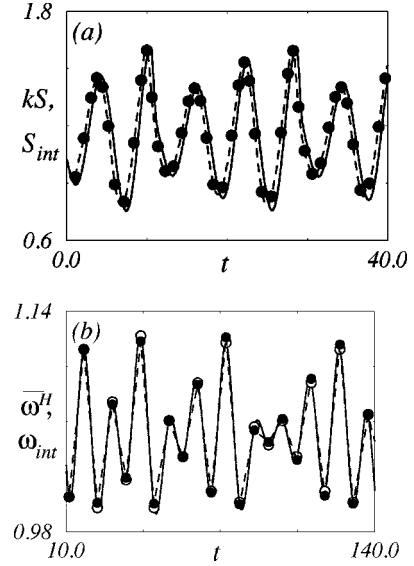 1.8
(a)
kS,
S_int
0.6
0.0
t
40.0
1.14
(b)
ω̅^H,
ω_int
0.98
10.0
t
140.0